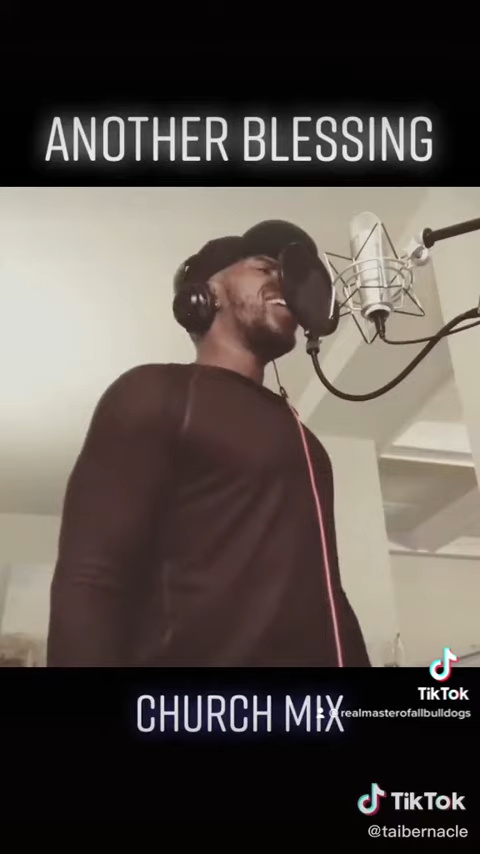 ANOTHER BLESSING
TikTok
CHURCH MIX
@realmasterofallbulldogs
TikTok
@taibernacle